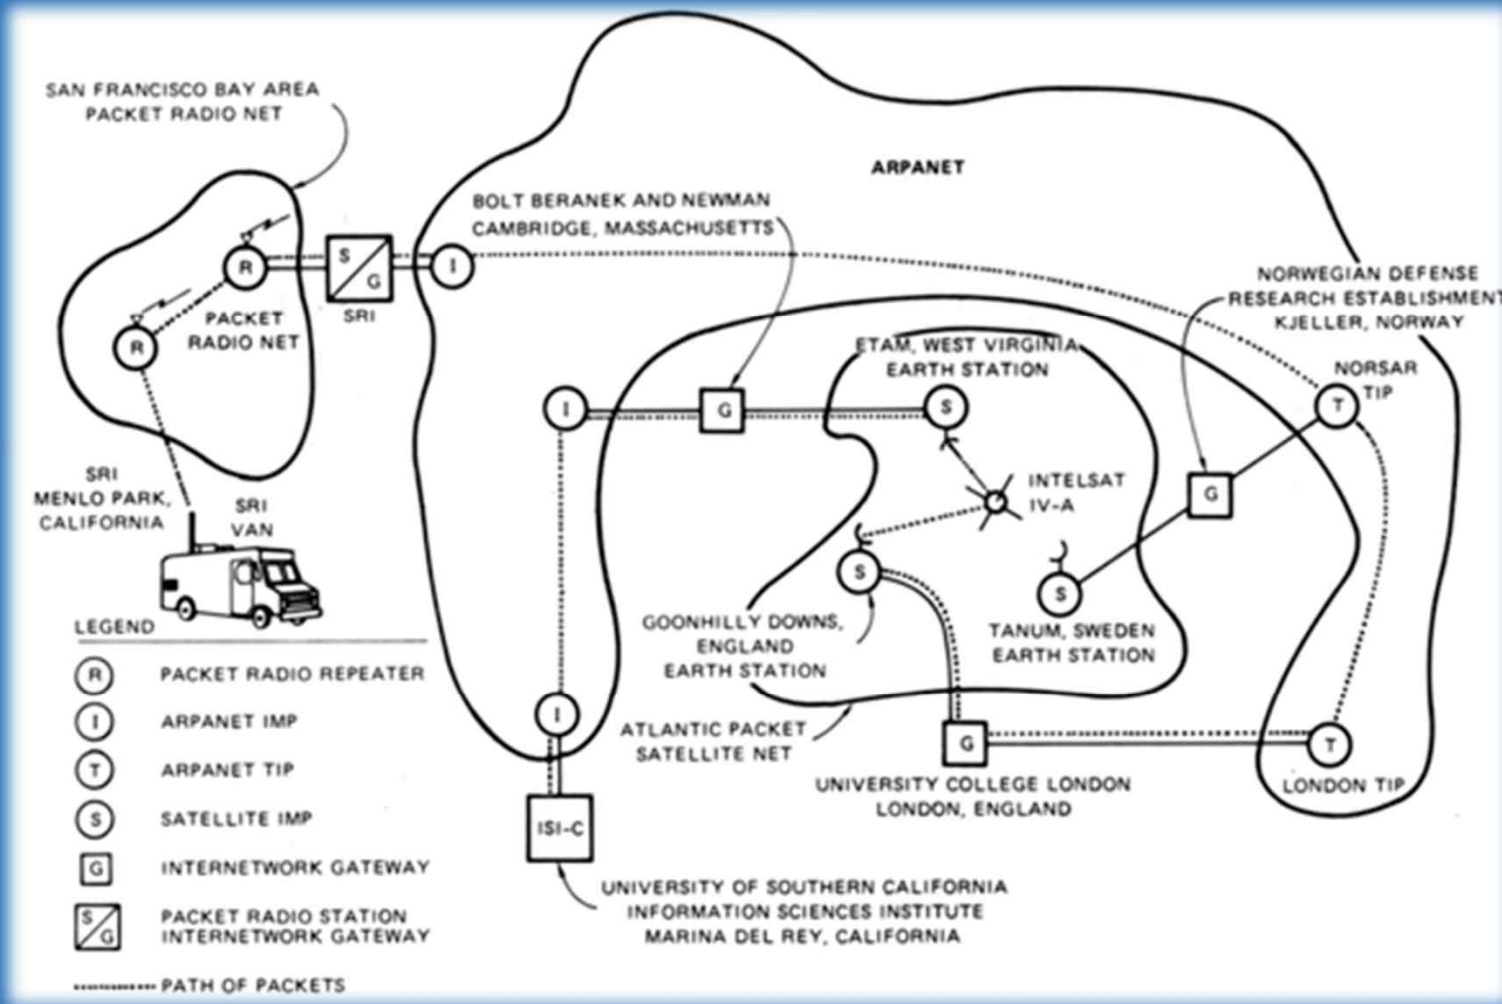 SAN FRANCISCO BAY AREA
PACKET RADIO NET
ARPANET
BOLT BERANEK AND NEWMAN
CAMBRIDGE, MASSACHUSETTS
R
S
G
I
SRI
PACKET
RADIO NET
R
NORWEGIAN DEFENSE
RESEARCH ESTABLISHMENT
KJELLER, NORWAY
ETAM, WEST VIRGINIA
EARTH STATION
NORSAR
TIP
I
G
S
T
INTELSAT
IV-A
G
SRI
MENLO PARK,
CALIFORNIA
SRI
VAN
S
S
GOONHILLY DOWNS,
ENGLAND
EARTH STATION
TANUM, SWEDEN
EARTH STATION
I
ATLANTIC PACKET
SATELLITE NET
G
T
UNIVERSITY COLLEGE LONDON
LONDON, ENGLAND
LONDON TIP
ISI-C
UNIVERSITY OF SOUTHERN CALIFORNIA
INFORMATION SCIENCES INSTITUTE
MARINA DEL REY, CALIFORNIA
LEGEND
R PACKET RADIO REPEATER
I ARPANET IMP
T ARPANET TIP
S SATELLITE IMP
G INTERNETWORK GATEWAY
S PACKET RADIO STATION
G INTERNETWORK GATEWAY
PATH OF PACKETS